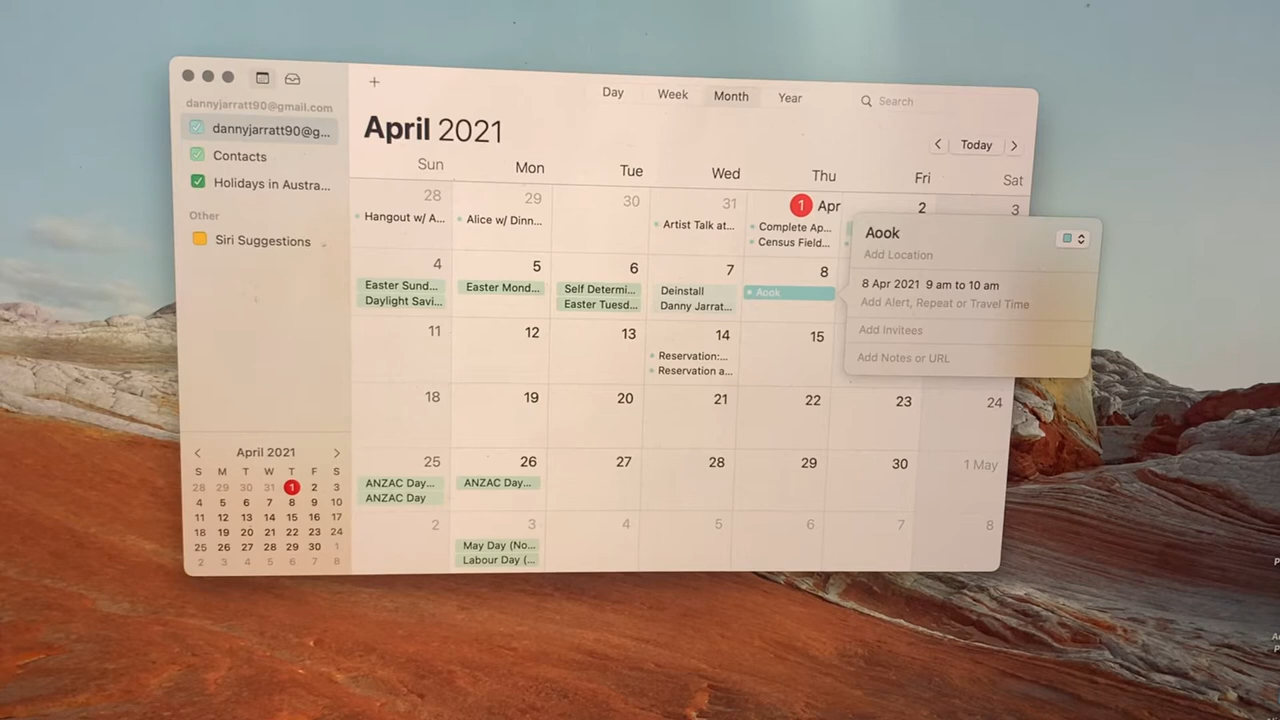 dannyjarratt90@gmail.com
dannyjarratt90@g...
Contacts
Holidays in Austra...
Other
Siri Suggestions
April 2021
S M T W T F S
28 29 30 31 1 2 3
4 5 6 7 8 9 10
11 12 13 14 15 16 17
18 19 20 21 22 23 24
25 26 27 28 29 30 1
2 3 4 5 6 7 8
+
Day Week Month Year
Search
April 2021
Today
Sun Mon Tue Wed Thu Fri Sat
28 29 30 31 1 Apr 2 3
Hangout w/ A... Alice w/ Dinn... Artist Talk at... Complete Ap...
Census Field...
4 5 6 7 8
Easter Sund... Easter Mond... Self Determi... Deinstall Aook
Daylight Savi... Easter Tuesd... Danny Jarrat...
11 12 13 14 15
Reservation:...
Reservation a...
18 19 20 21 22 23 24
25 26 27 28 29 30 1 May
ANZAC Day... ANZAC Day...
ANZAC Day
2 3 4 5 6 7 8
May Day (No...
Labour Day (...
Aook
Add Location
8 Apr 2021 9 am to 10 am
Add Alert, Repeat or Travel Time
Add Invitees
Add Notes or URL